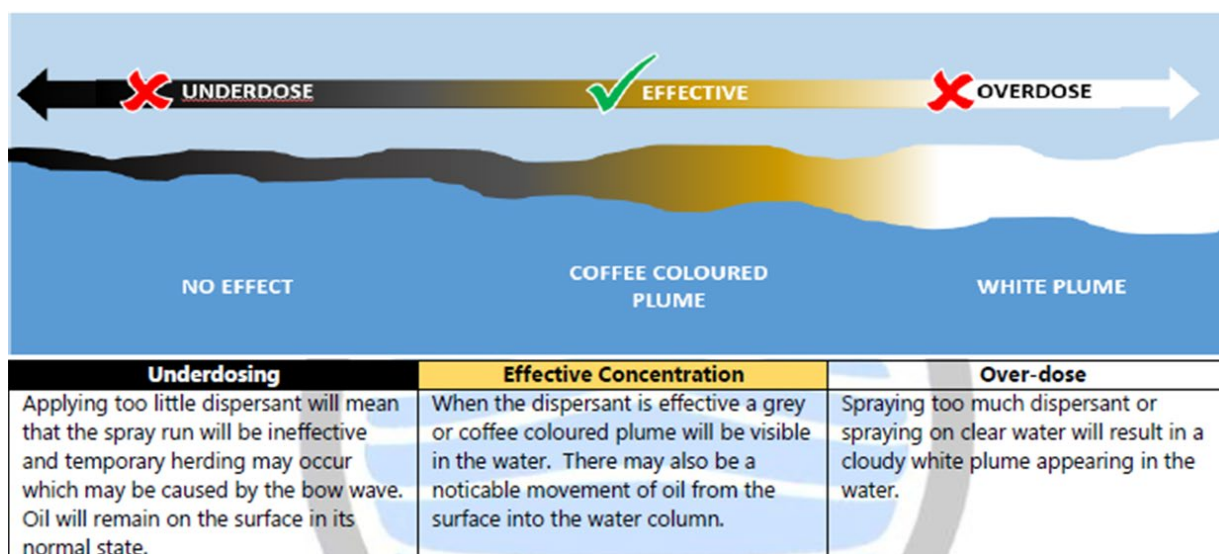 UNDERDOSE
EFFECTIVE
OVERDOSE
NO EFFECT
COFFEE COLOURED
PLUME
WHITE PLUME
Underdosing
Applying too little dispersant will mean
that the spray run will be ineffective
and temporary herding may occur
which may be caused by the bow wave.
Oil will remain on the surface in its
normal state.
Effective Concentration
When the dispersant is effective a grey
or coffee coloured plume will be visible
in the water.  There may also be a
noticable movement of oil from the
surface into the water column.
Over-dose
Spraying too much dispersant or
spraying on clear water will result in a
cloudy white plume appearing in the
water.